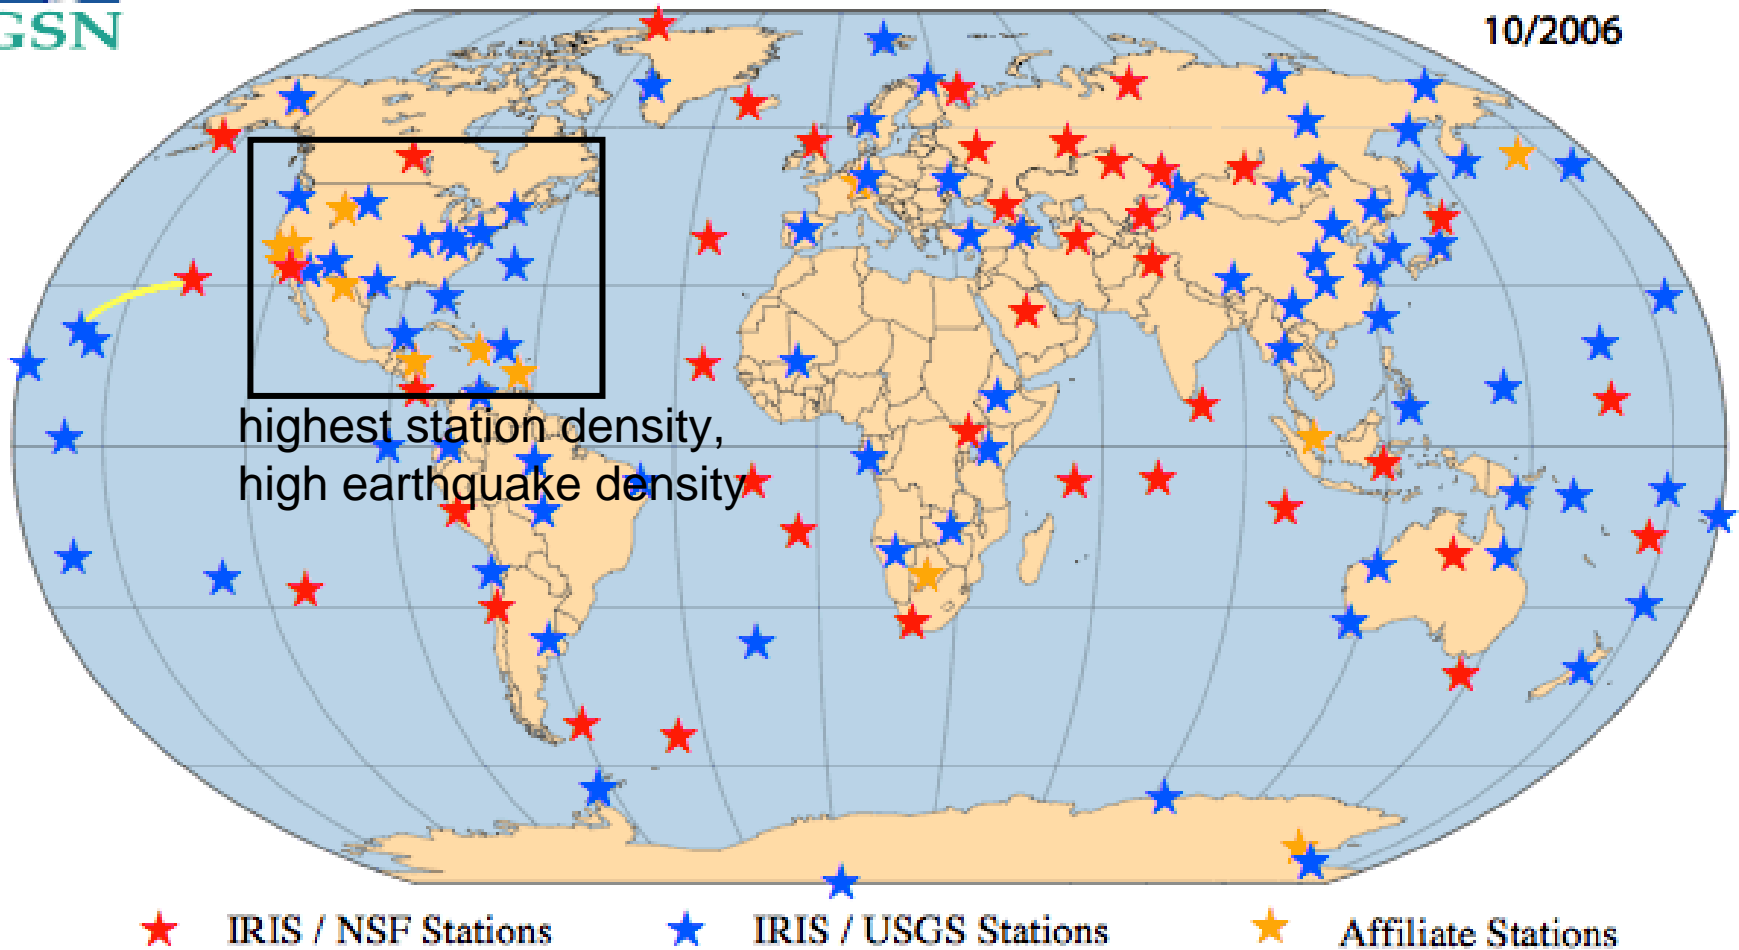 GSN
10/2006
highest station density,
high earthquake density
IRIS / NSF Stations
IRIS / USGS Stations
Affiliate Stations